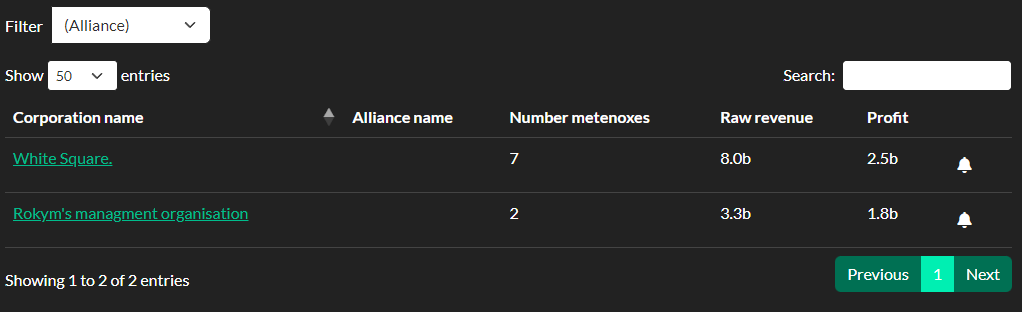 Filter (Alliance)
Show 50 entries Search:
Corporation name Alliance name Number metenoxes Raw revenue Profit
White Square. 7 8.0b 2.5b
Rokym's managment organisation 2 3.3b 1.8b
Showing 1 to 2 of 2 entries Previous 1 Next